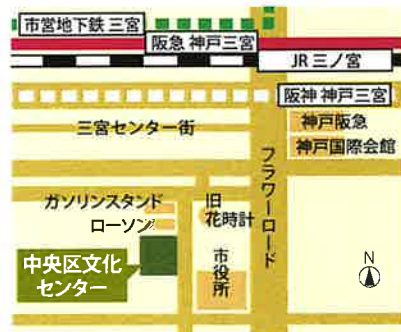 市営地下鉄 三宮
阪急 神戸三宮
JR 三ノ宮
阪神 神戸三宮
三宮センター街
神戸阪急
神戸国際会館
フラワーロード
ガソリンスタンド
ローソン
旧
花時計
市役所
中央区文化
センター
N